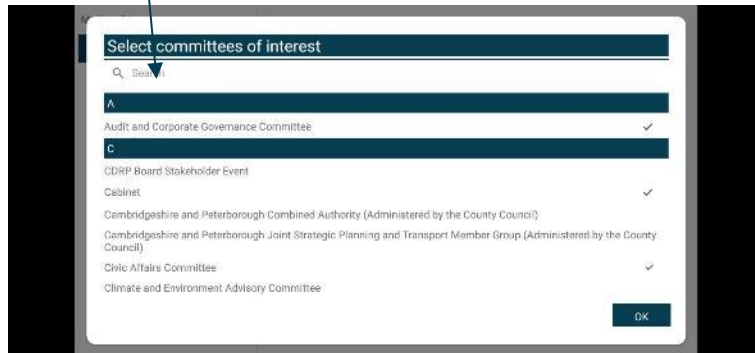 Select committees of interest
Search
A
Audit and Corporate Governance Committee
C
CDRP Board Stakeholder Event
Cabinet
Cambridgeshire and Peterborough Combined Authority (Administered by the County Council)
Cambridgeshire and Peterborough Joint Strategic Planning and Transport Member Group (Administered by the County
Council)
Civic Affairs Committee
Climate and Environment Advisory Committee
OK